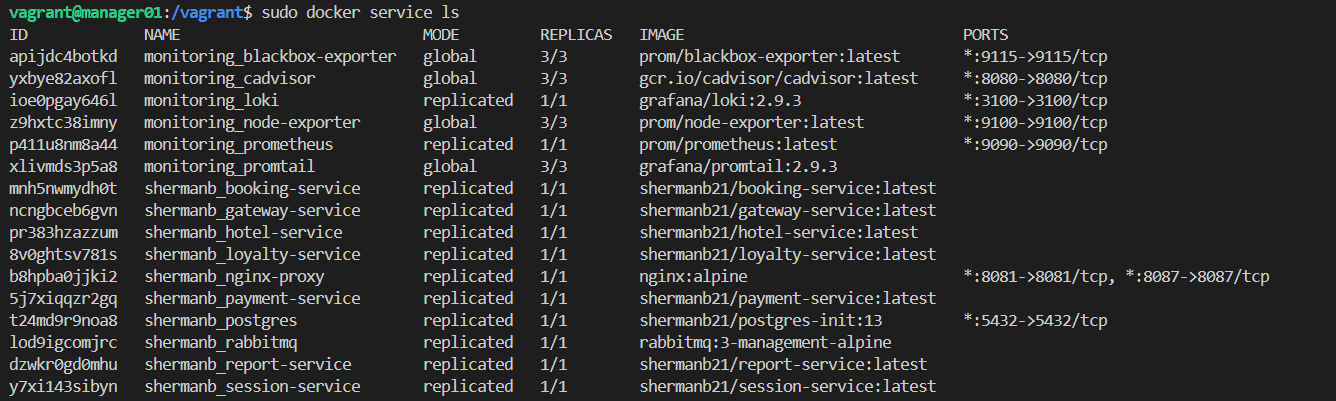 vagrant@manager01:/vagrant$ sudo docker service ls
ID NAME MODE REPLICAS IMAGE PORTS
apijdc4botkd monitoring_blackbox-exporter global 3/3 prom/blackbox-exporter:latest *:9115->9115/tcp
yxbye82axofl monitoring_cadvisor global 3/3 gcr.io/cadvisor/cadvisor:latest *:8080->8080/tcp
ioe0pgay646l monitoring_loki replicated 1/1 grafana/loki:2.9.3 *:3100->3100/tcp
z9hxtc38imny monitoring_node-exporter global 3/3 prom/node-exporter:latest *:9100->9100/tcp
p411u8nm8a44 monitoring_prometheus replicated 1/1 prom/prometheus:latest *:9090->9090/tcp
xlivmds3p5a8 monitoring_promtail global 3/3 grafana/promtail:2.9.3
mnh5nwmydh0t shermanb_booking-service replicated 1/1 shermanb21/booking-service:latest
ncngbceb6gvn shermanb_gateway-service replicated 1/1 shermanb21/gateway-service:latest
pr383hzazzum shermanb_hotel-service replicated 1/1 shermanb21/hotel-service:latest
8v0ghtsv781s shermanb_loyalty-service replicated 1/1 shermanb21/loyalty-service:latest
b8hpba0jjki2 shermanb_nginx-proxy replicated 1/1 nginx:alpine *:8081->8081/tcp, *:8087->8087/tcp
5j7xiqqzr2gq shermanb_payment-service replicated 1/1 shermanb21/payment-service:latest
t24md9r9noa8 shermanb_postgres replicated 1/1 shermanb21/postgres-init:13 *:5432->5432/tcp
lod9igcomjrc shermanb_rabbitmq replicated 1/1 rabbitmq:3-management-alpine
dzwkr0gd0mhu shermanb_report-service replicated 1/1 shermanb21/report-service:latest
y7xi143sibyn shermanb_session-service replicated 1/1 shermanb21/session-service:latest